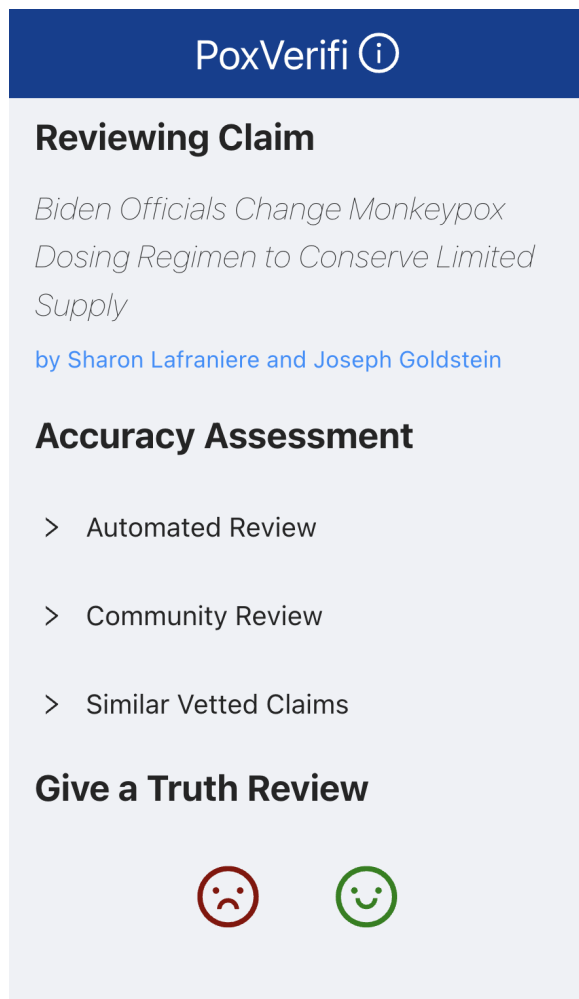 PoxVerifi
Reviewing Claim
Biden Officials Change Monkeypox
Dosing Regimen to Conserve Limited
Supply
by Sharon Lafraniere and Joseph Goldstein
Accuracy Assessment
> Automated Review
> Community Review
> Similar Vetted Claims
Give a Truth Review